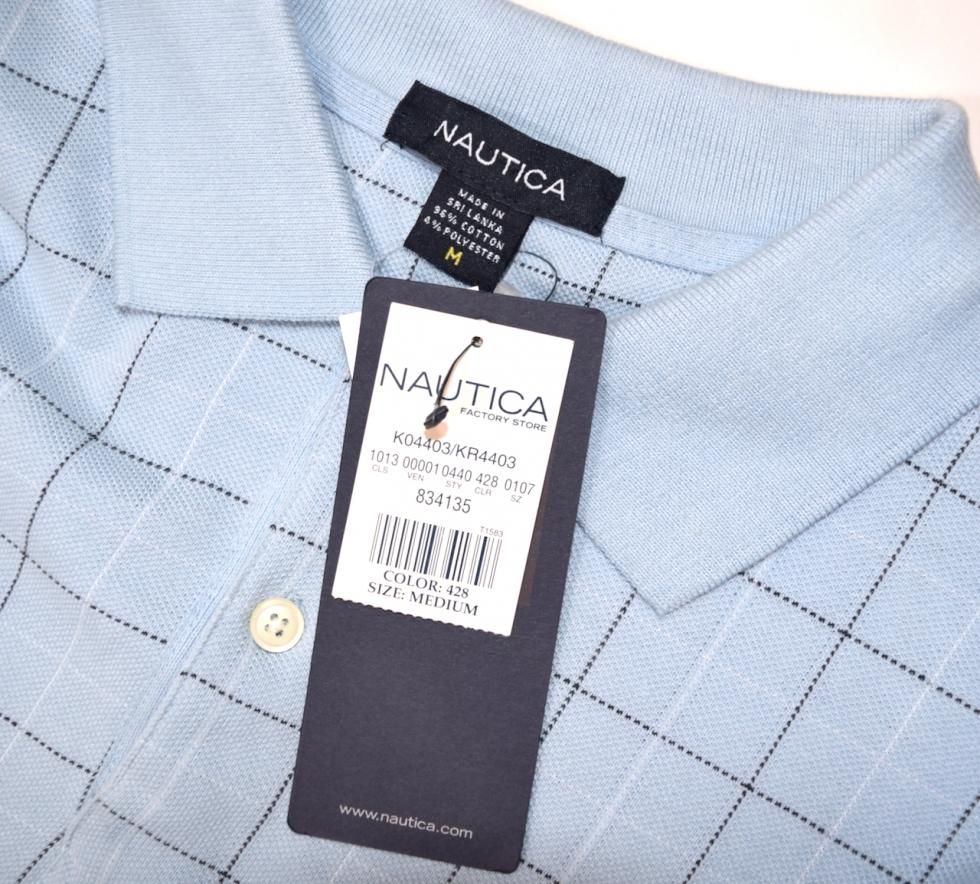 NAUTICA
MADE IN
SRI LANKA
96% COTTON
4% POLYESTER
M
NAUTICA
FACTORY STORE
K04403/KR4403
1013 00001 0440 428 0107
CLS VEN STY CLR SZ
834135
T1583
COLOR: 428
SIZE: MEDIUM
www.nautica.com